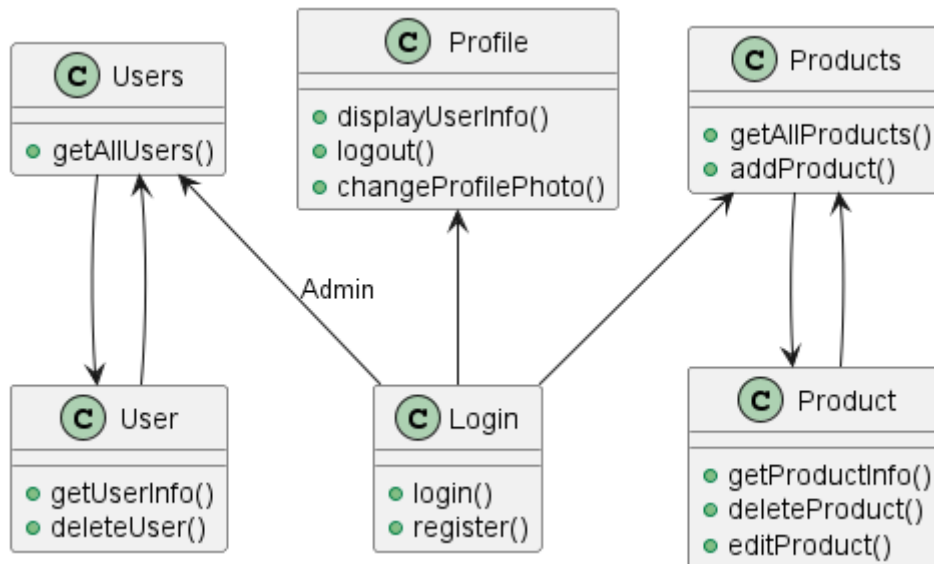 C Users
getAllUsers()
C Profile
displayUserInfo()
logout()
changeProfilePhoto()
C Products
getAllProducts()
addProduct()
Admin
C User
getUserInfo()
deleteUser()
C Login
login()
register()
C Product
getProductInfo()
deleteProduct()
editProduct()